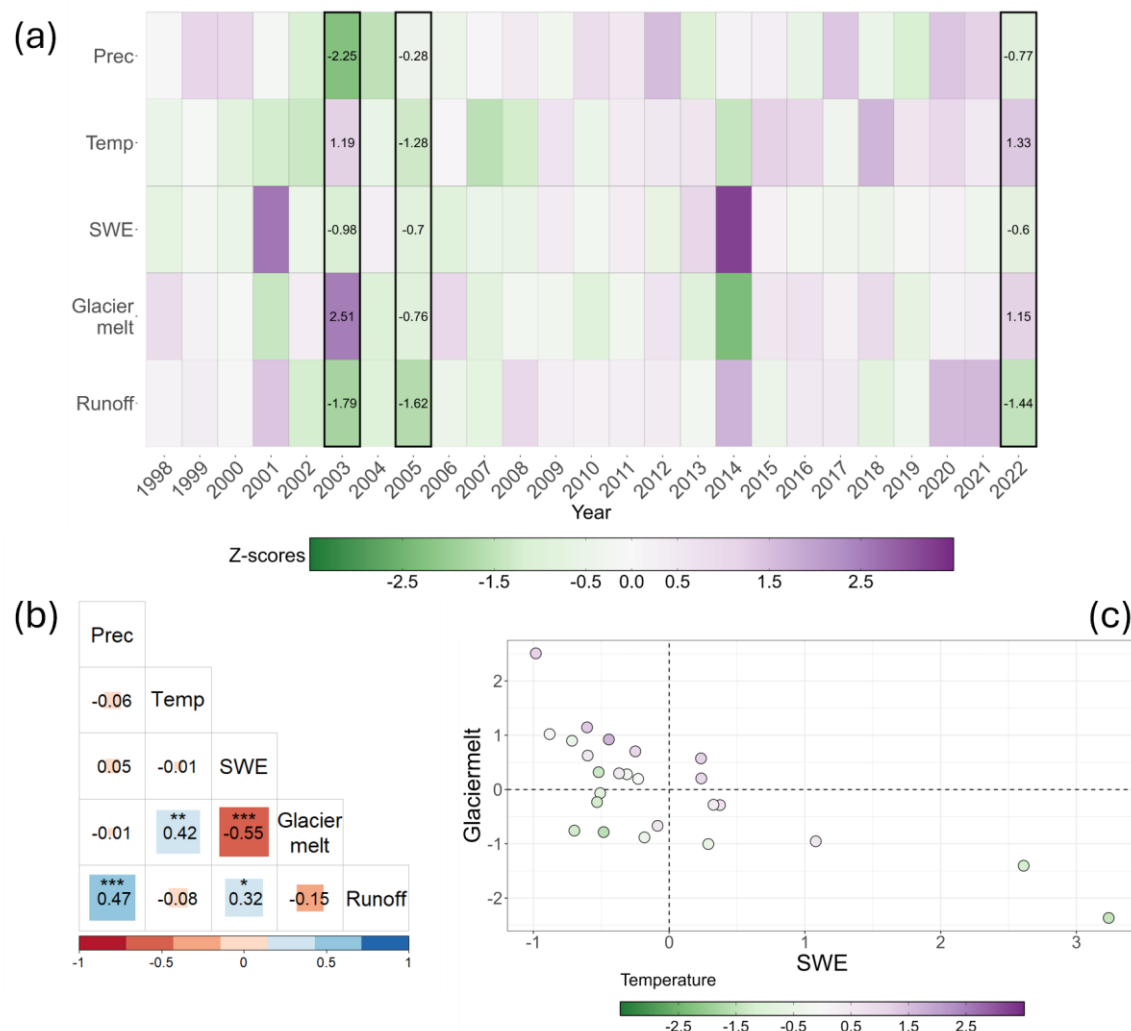 (a)
Prec -2.25 -0.28 -0.77
Temp 1.19 -1.28 1.33
SWE -0.98 -0.7 -0.6
Glacier
melt 2.51 -0.76 1.15
Runoff -1.79 -1.62 -1.44
1998 1999 2000 2001 2002 2003 2004 2005 2006 2007 2008 2009 2010 2011 2012 2013 2014 2015 2016 2017 2018 2019 2020 2021 2022
Year
Z-scores
-2.5 -1.5 -0.5 0.0 0.5 1.5 2.5
(b)
Prec
-0.06 Temp
0.05 -0.01 SWE
** ***
-0.01 0.42 -0.55 Glacier
melt
*** *
0.47 -0.08 0.32 -0.15 Runoff
-1 -0.5 0 0.5 1
(c)
2
1
0
-1
-2
Glaciermelt
-1 0 1 2 3
SWE
Temperature
-2.5 -1.5 -0.5 0.5 1.5 2.5